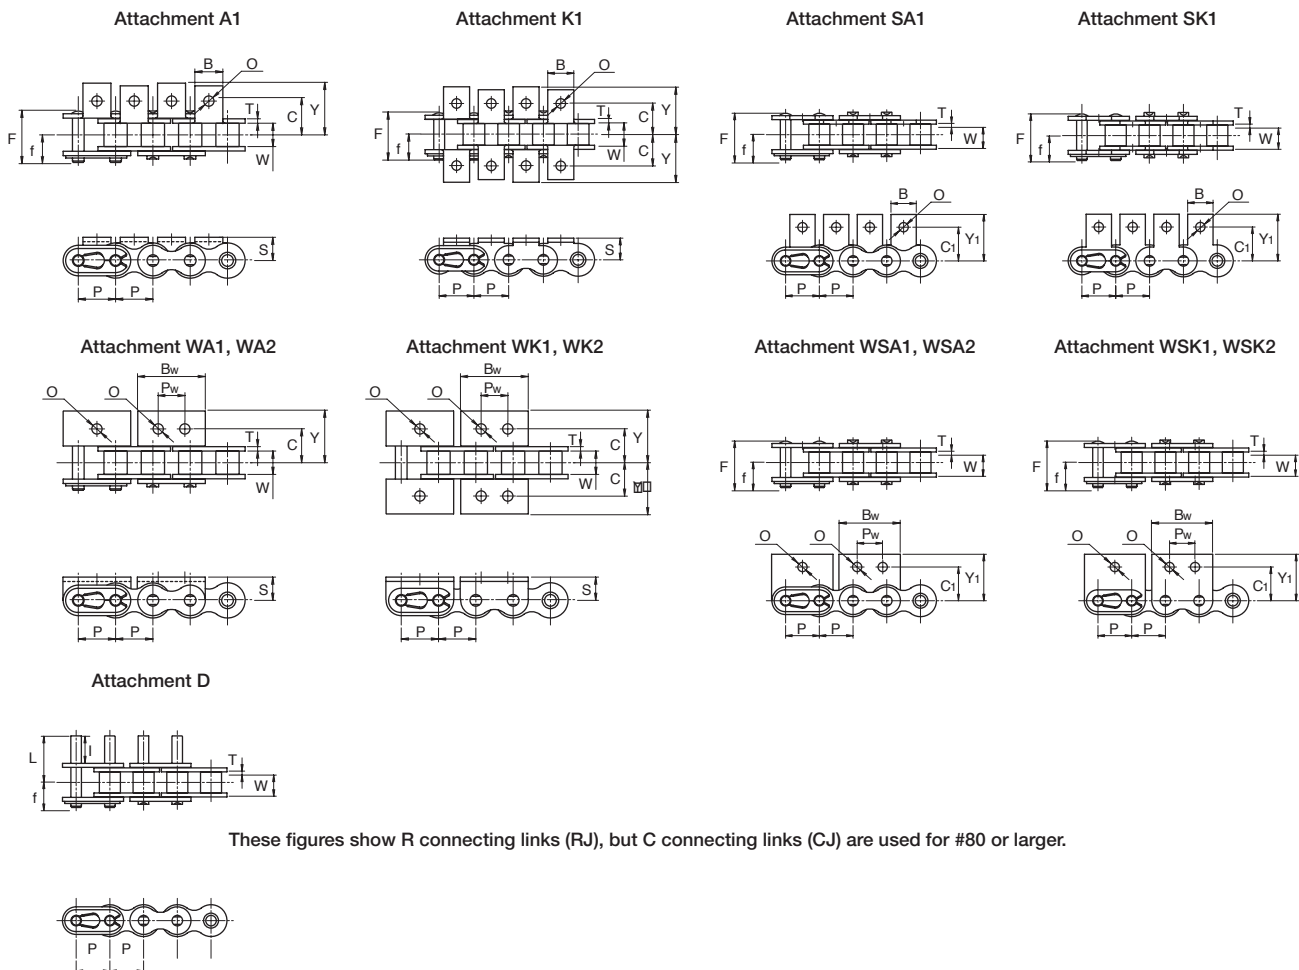 Attachment A1
Attachment K1
Attachment SA1
Attachment SK1
B O
T C Y
F f W
S
P P
B O
T C Y
F f W C Y
S
P P
T
F f W
B O
C1 Y1
P P
T
F f W
B O
C1 Y1
P P
Attachment WA1, WA2
Attachment WK1, WK2
Attachment WSA1, WSA2
Attachment WSK1, WSK2
Bw
O O Pw
T C Y
W
S
P P
Bw
O O Pw
T C Y
W C
S
P P
T
F f W
Bw
O O Pw
C1 Y1
P P
T
F f W
Bw
O O Pw
C1 Y1
P P
Attachment D
L l T
f W
These figures show R connecting links (RJ), but C connecting links (CJ) are used for #80 or larger.
P P